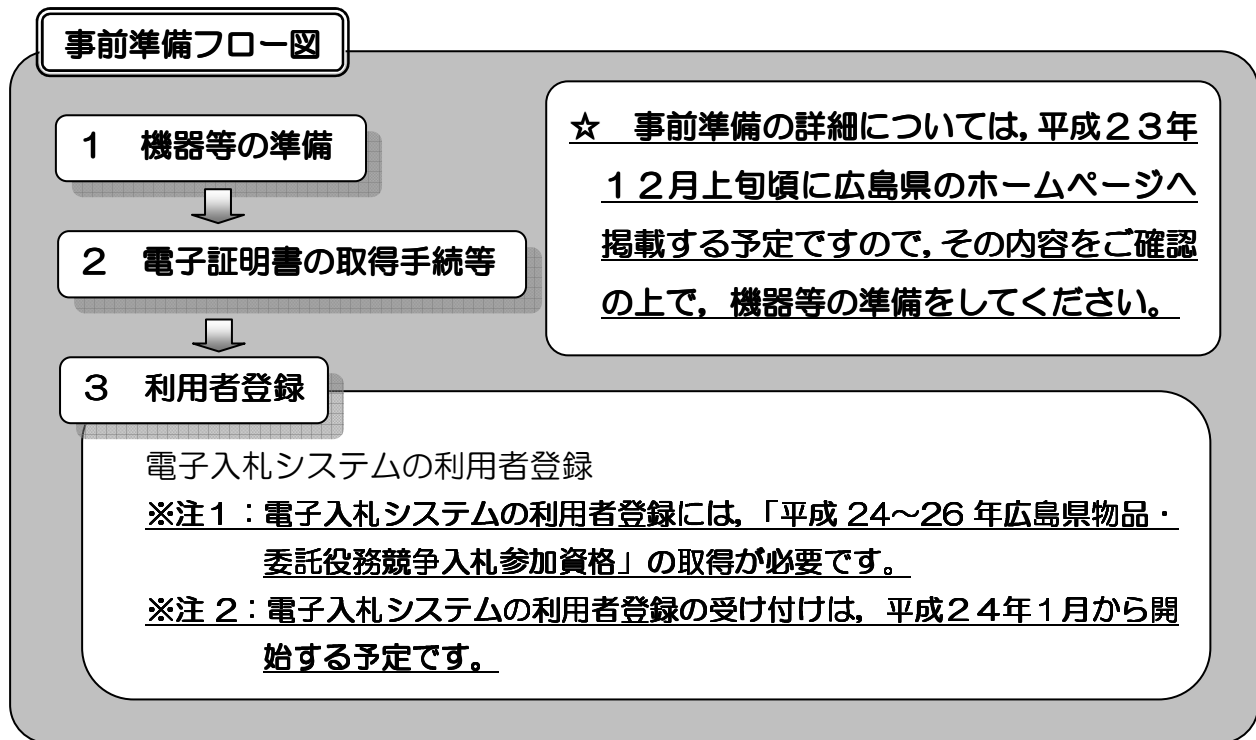 事前準備フロー図
1 機器等の準備
2 電子証明書の取得手続等
☆ 事前準備の詳細については，平成２３年
１２月上旬頃に広島県のホームページへ
掲載する予定ですので，その内容をご確認
の上で，機器等の準備をしてください。
3 利用者登録
電子入札システムの利用者登録
※注１：電子入札システムの利用者登録には，「平成 24～26 年広島県物品・
委託役務競争入札参加資格」の取得が必要です。
※注 2：電子入札システムの利用者登録の受け付けは，平成２４年１月から開
始する予定です。